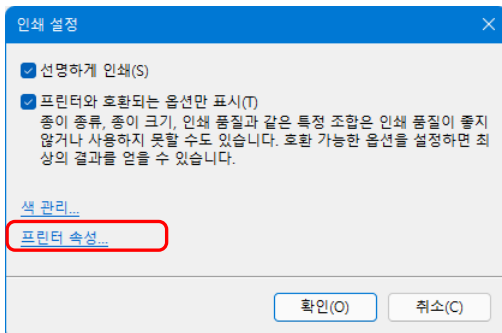 인쇄 설정
선명하게 인쇄(S)
프린터와 호환되는 옵션만 표시(T)
종이 종류, 종이 크기, 인쇄 품질과 같은 특정 조합은 인쇄 품질이 좋지
않거나 사용하지 못할 수도 있습니다. 호환 가능한 옵션을 설정하면 최
상의 결과를 얻을 수 있습니다.
색 관리...
프린터 속성...
확인(O)
취소(C)